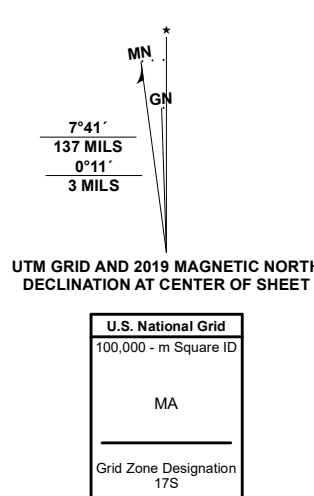 MN
GN
7°41´
137 MILS
0°11´
3 MILS
UTM GRID AND 2019 MAGNETIC NORTH
DECLINATION AT CENTER OF SHEET
U.S. National Grid
100,000 - m Square ID
MA
Grid Zone Designation
17S